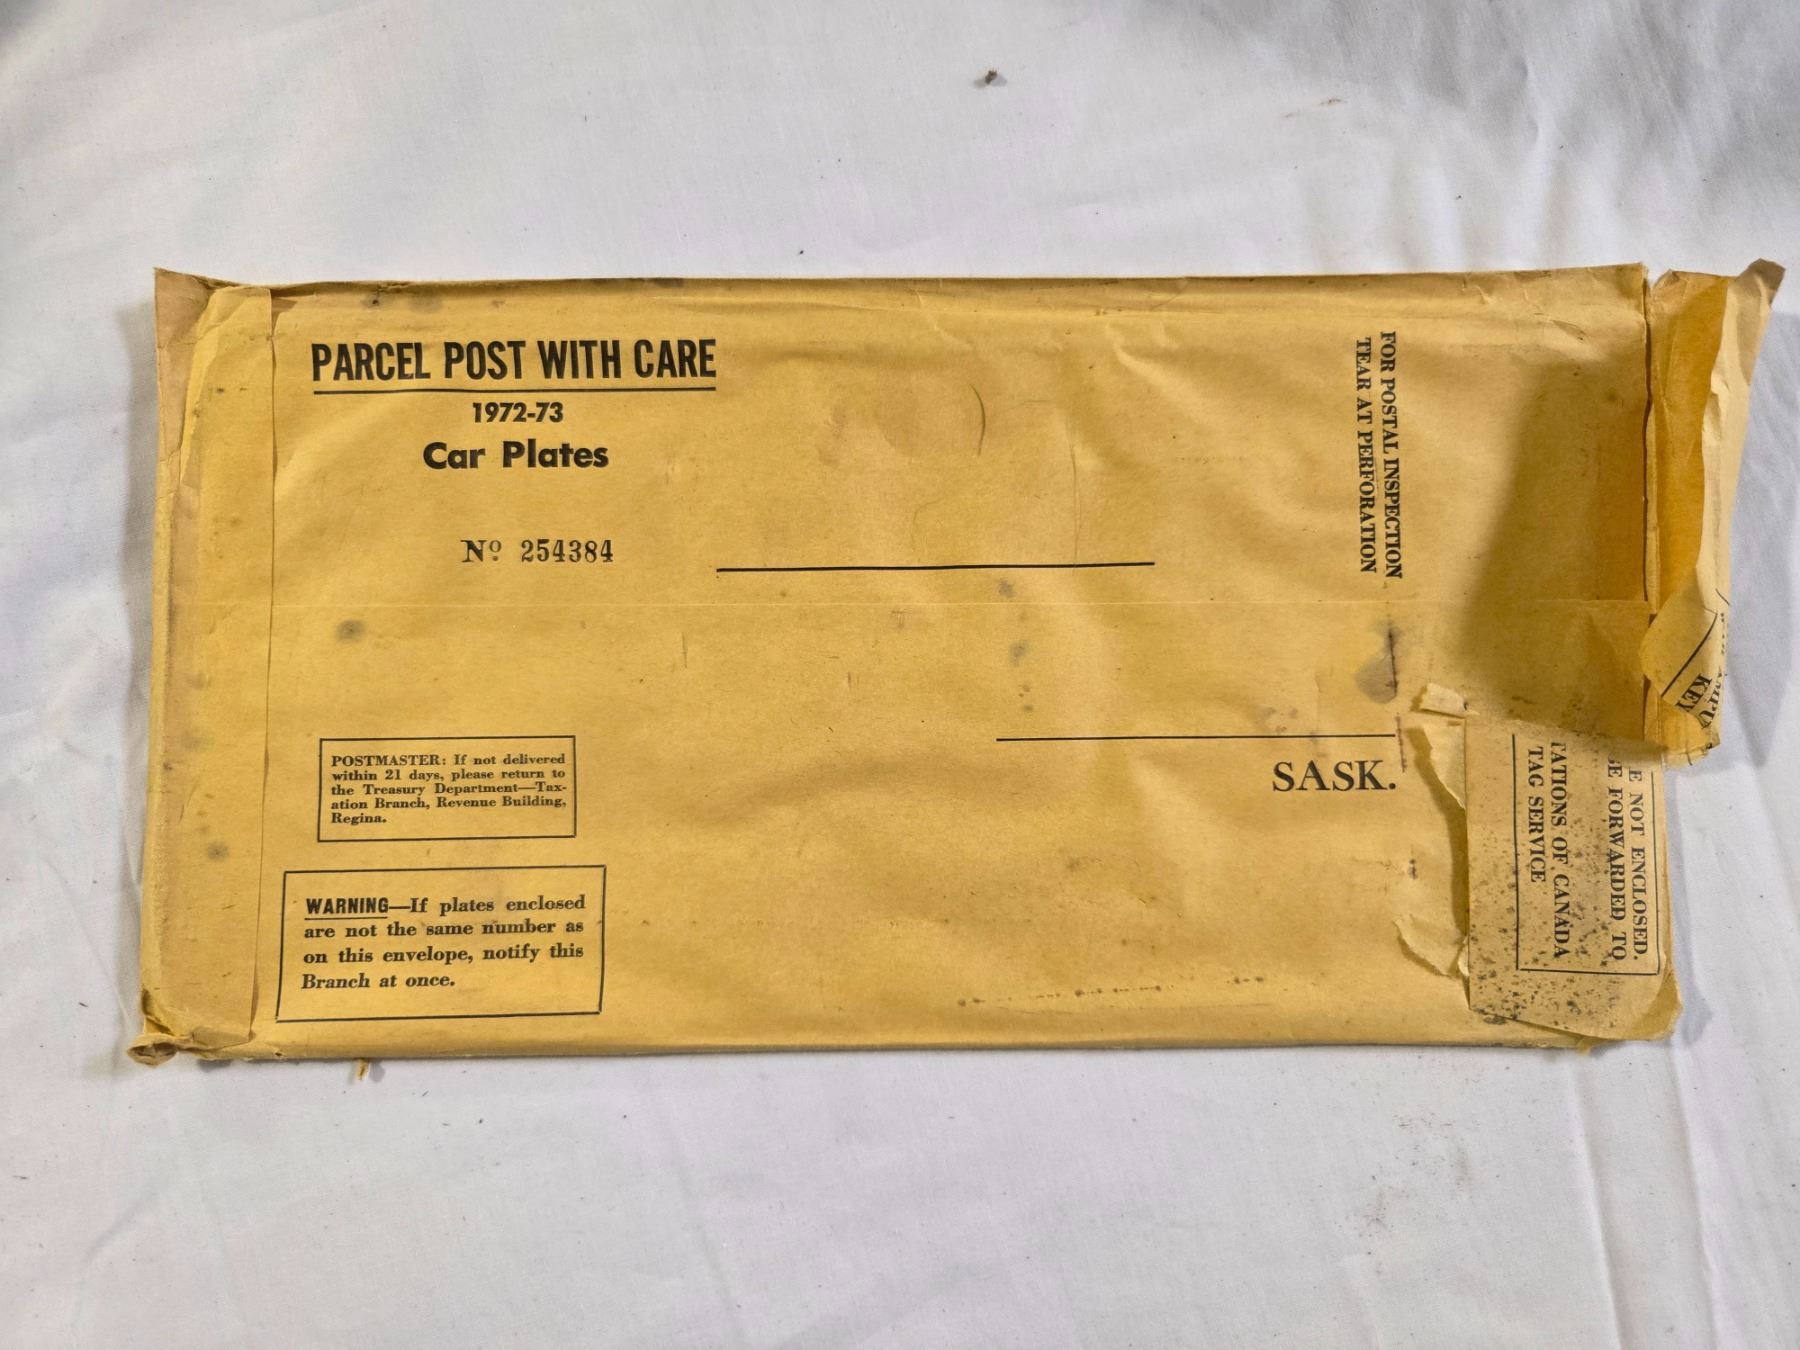 PARCEL POST WITH CARE
1972-73
Car Plates
Nº 254384
FOR POSTAL INSPECTION
TEAR AT PERFORATION
SASK.
POSTMASTER: If not delivered
within 21 days, please return to
the Treasury Department—Tax-
ation Branch, Revenue Building,
Regina.
WARNING—If plates enclosed
are not the same number as
on this envelope, notify this
Branch at once.
NOT ENCLOSED.
FORWARDED TO
TATIONS OF CANADA
TAG SERVICE
KEY